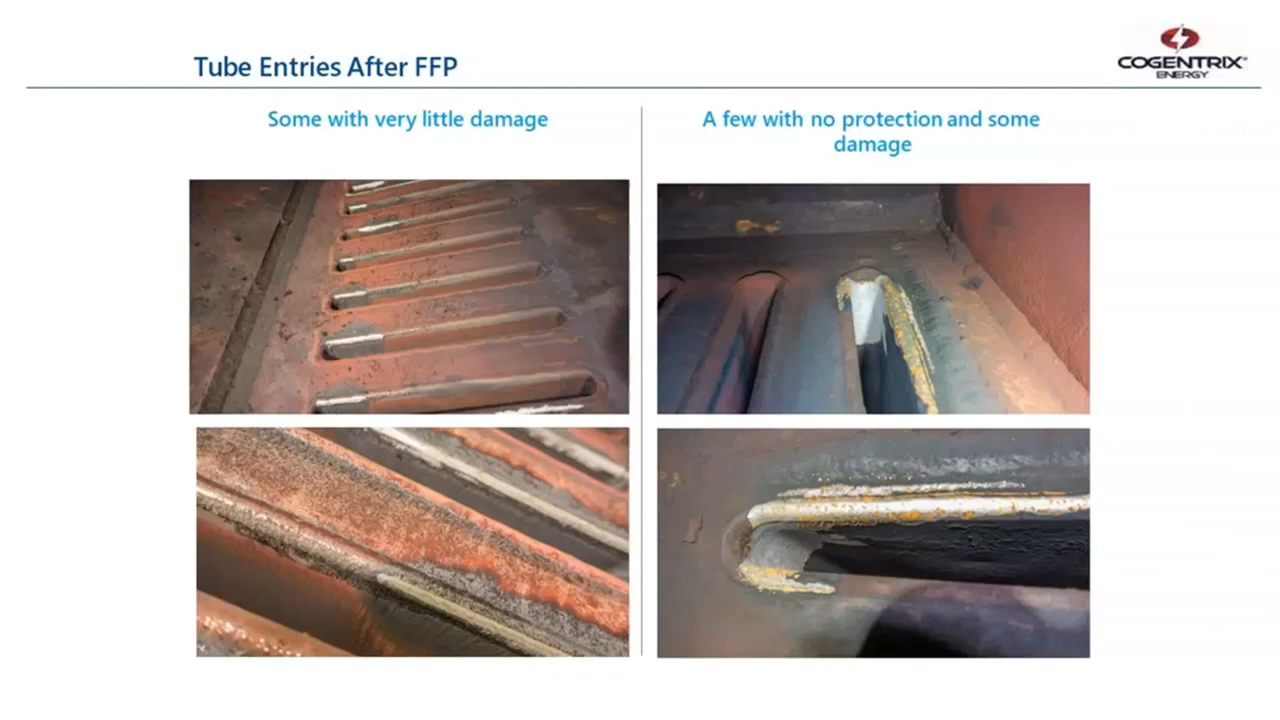 Tube Entries After FFP
COGENTRIX®
ENERGY
Some with very little damage
A few with no protection and some
damage